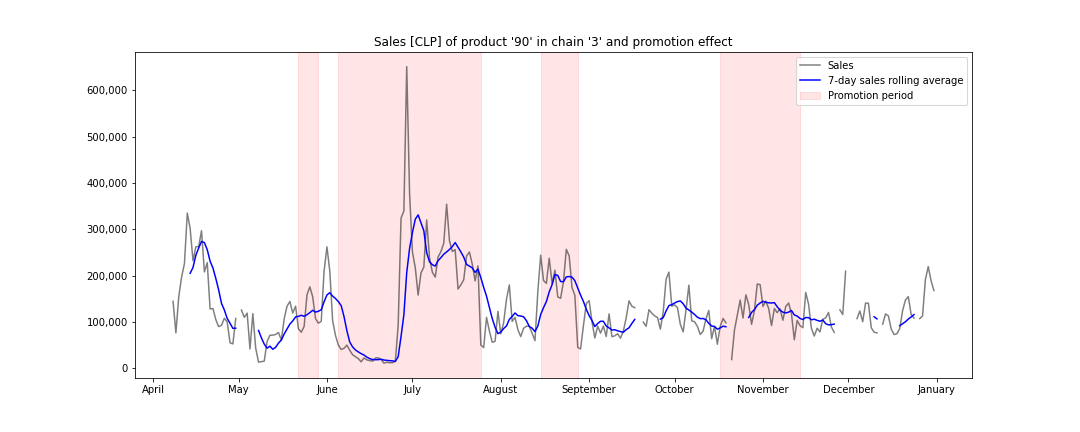 Sales [CLP] of product '90' in chain '3' and promotion effect
Sales
7-day sales rolling average
Promotion period
600,000
500,000
400,000
300,000
200,000
100,000
0
April May June July August September October November December January